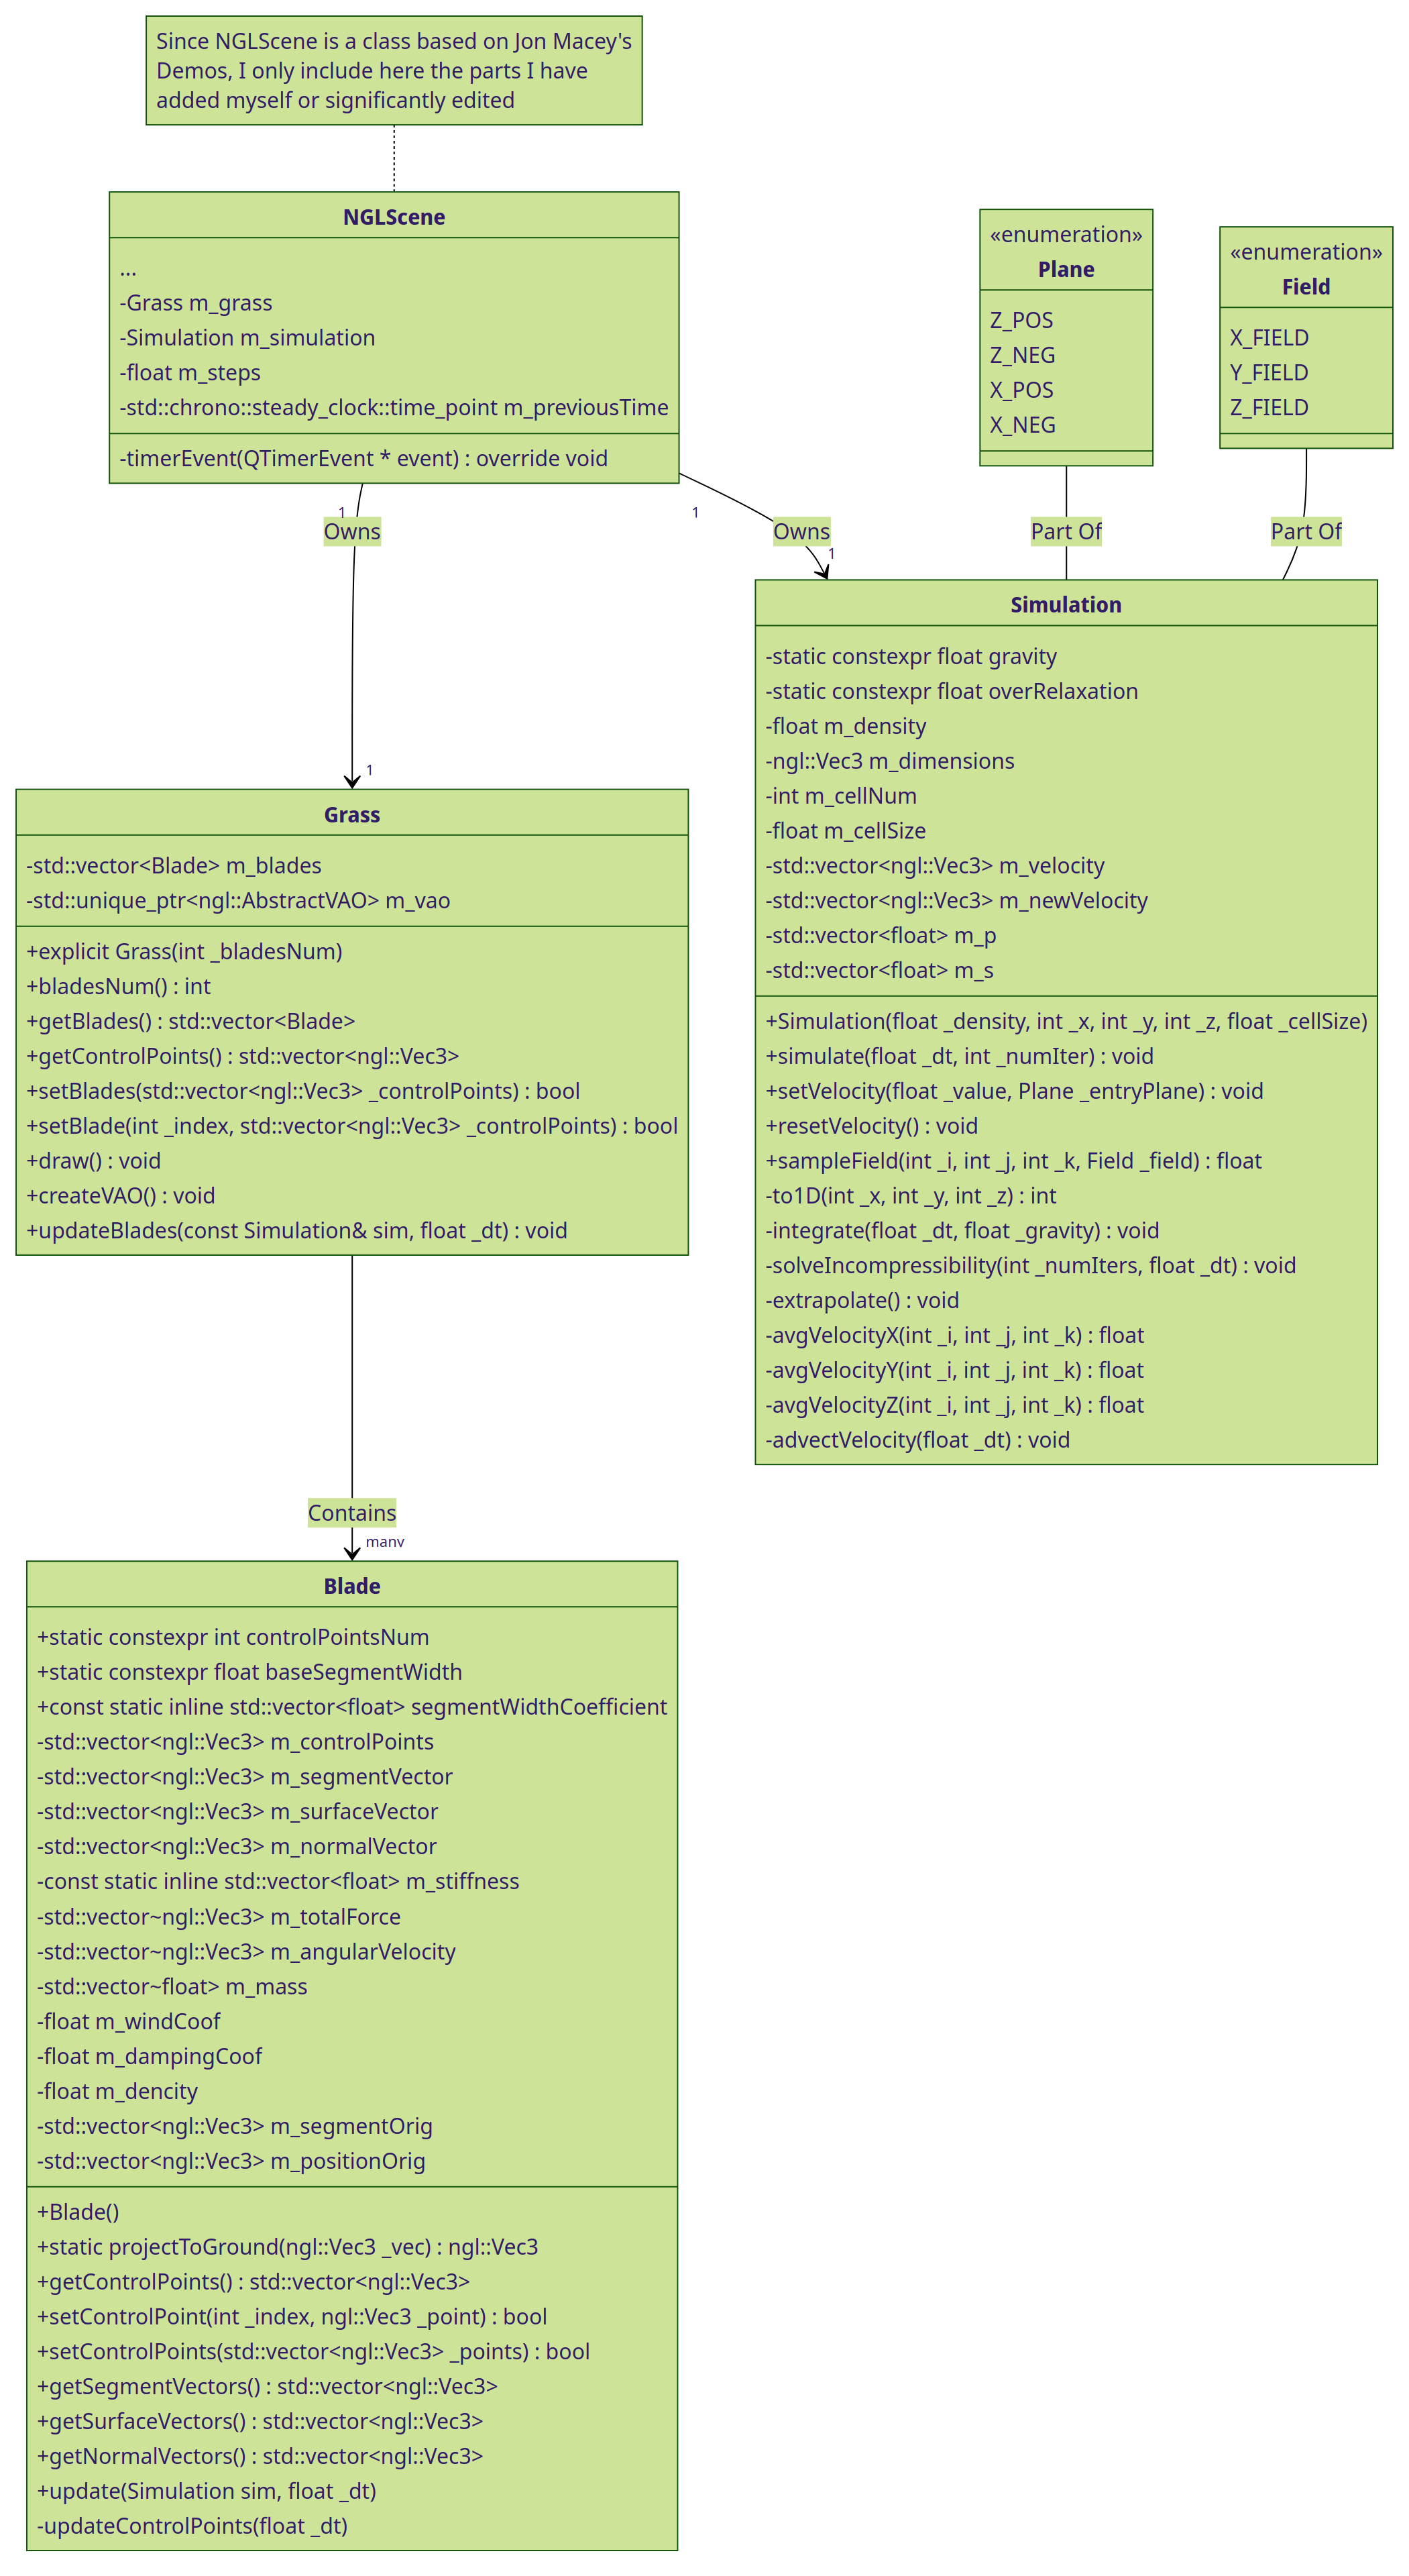 Since NGLScene is a class based on Jon Macey's
Demos, I only include here the parts I have
added myself or significantly edited
NGLScene
...
-Grass m_grass
-Simulation m_simulation
-float m_steps
-std::chrono::steady_clock::time_point m_previousTime
-timerEvent(QTimerEvent * event) : override void
«enumeration»
Plane
Z_POS
Z_NEG
X_POS
X_NEG
«enumeration»
Field
X_FIELD
Y_FIELD
Z_FIELD
1
Owns
1
1
Owns
1
Part Of
Part Of
Simulation
-static constexpr float gravity
-static constexpr float overRelaxation
-float m_density
-ngl::Vec3 m_dimensions
-int m_cellNum
-float m_cellSize
-std::vector<ngl::Vec3> m_velocity
-std::vector<ngl::Vec3> m_newVelocity
-std::vector<float> m_p
-std::vector<float> m_s
+Simulation(float _density, int _x, int _y, int _z, float _cellSize)
+simulate(float _dt, int _numIter) : void
+setVelocity(float _value, Plane _entryPlane) : void
+resetVelocity() : void
+sampleField(int _i, int _j, int _k, Field _field) : float
-to1D(int _x, int _y, int _z) : int
-integrate(float _dt, float _gravity) : void
-solveIncompressibility(int _numIters, float _dt) : void
-extrapolate() : void
-avgVelocityX(int _i, int _j, int _k) : float
-avgVelocityY(int _i, int _j, int _k) : float
-avgVelocityZ(int _i, int _j, int _k) : float
-advectVelocity(float _dt) : void
Grass
-std::vector<Blade> m_blades
-std::unique_ptr<ngl::AbstractVAO> m_vao
+explicit Grass(int _bladesNum)
+bladesNum() : int
+getBlades() : std::vector<Blade>
+getControlPoints() : std::vector<ngl::Vec3>
+setBlades(std::vector<ngl::Vec3> _controlPoints) : bool
+setBlade(int _index, std::vector<ngl::Vec3> _controlPoints) : bool
+draw() : void
+createVAO() : void
+updateBlades(const Simulation& sim, float _dt) : void
Contains
many
Blade
+static constexpr int controlPointsNum
+static constexpr float baseSegmentWidth
+const static inline std::vector<float> segmentWidthCoefficient
-std::vector<ngl::Vec3> m_controlPoints
-std::vector<ngl::Vec3> m_segmentVector
-std::vector<ngl::Vec3> m_surfaceVector
-std::vector<ngl::Vec3> m_normalVector
-const static inline std::vector<float> m_stiffness
-std::vector~ngl::Vec3> m_totalForce
-std::vector~ngl::Vec3> m_angularVelocity
-std::vector~float> m_mass
-float m_windCoof
-float m_dampingCoof
-float m_dencity
-std::vector<ngl::Vec3> m_segmentOrig
-std::vector<ngl::Vec3> m_positionOrig
+Blade()
+static projectToGround(ngl::Vec3 _vec) : ngl::Vec3
+getControlPoints() : std::vector<ngl::Vec3>
+setControlPoint(int _index, ngl::Vec3 _point) : bool
+setControlPoints(std::vector<ngl::Vec3> _points) : bool
+getSegmentVectors() : std::vector<ngl::Vec3>
+getSurfaceVectors() : std::vector<ngl::Vec3>
+getNormalVectors() : std::vector<ngl::Vec3>
+update(Simulation sim, float _dt)
-updateControlPoints(float _dt)